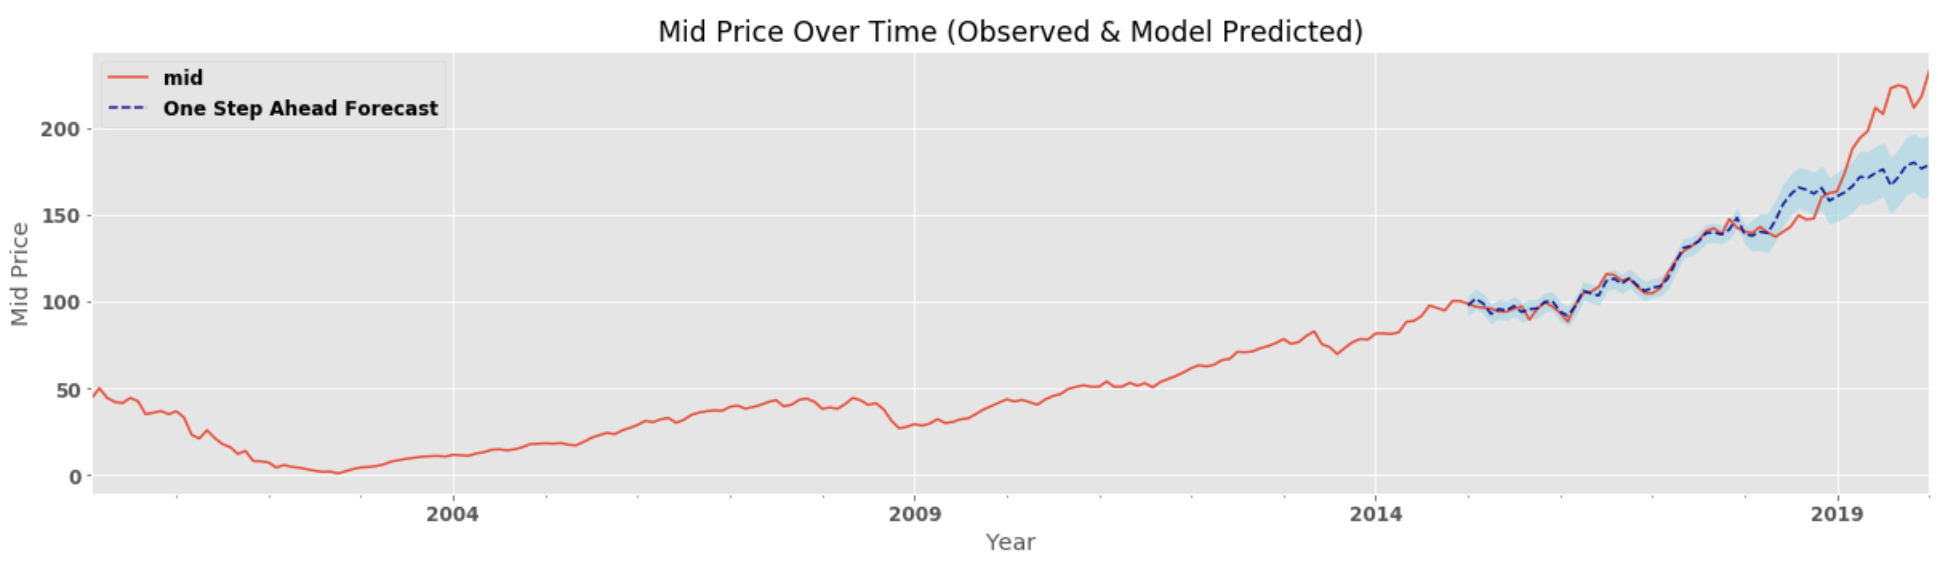 Mid Price Over Time (Observed & Model Predicted)
mid
One Step Ahead Forecast
200
150
100
50
0
Mid Price
2004
2009
2014
2019
Year